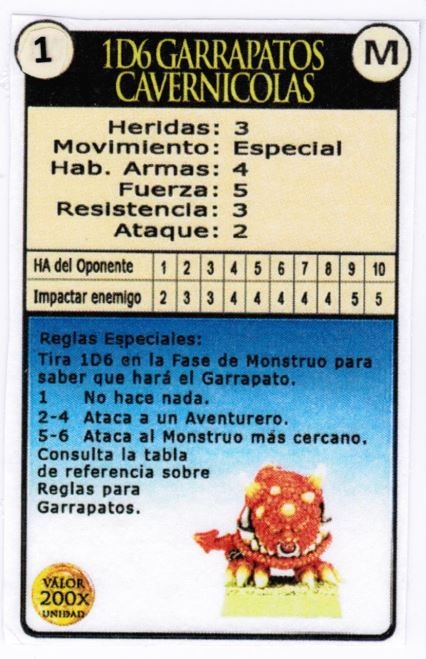 1
M
1D6 GARRAPATOS
CAVERNICOLAS
Heridas: 3
Movimiento: Especial
Hab. Armas: 4
Fuerza: 5
Resistencia: 3
Ataque: 2
HA del Oponente 1 2 3 4 5 6 7 8 9 10
Impactar enemigo 2 3 3 4 4 4 4 4 5 5
Reglas Especiales:
Tira 1D6 en la Fase de Monstruo para
saber que hará el Garrapato.
1 No hace nada.
2-4 Ataca a un Aventurero.
5-6 Ataca al Monstruo más cercano.
Consulta la tabla
de referencia sobre
Reglas para
Garrapatos.
VALOR
200X
UNIDAD